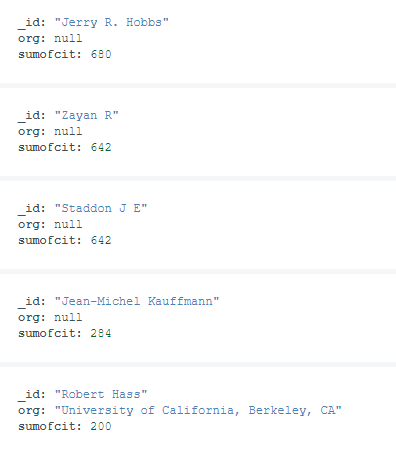 _id: "Jerry R. Hobbs"
org: null
sumofcit: 680
_id: "Zayan R"
org: null
sumofcit: 642
_id: "Staddon J E"
org: null
sumofcit: 642
_id: "Jean-Michel Kauffmann"
org: null
sumofcit: 284
_id: "Robert Hass"
org: "University of California, Berkeley, CA"
sumofcit: 200